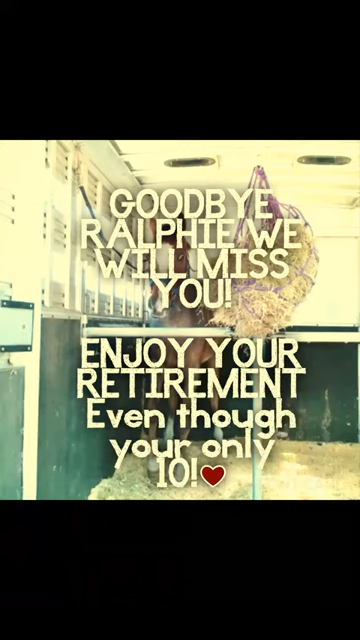 GOODBYE
RALPHIE WE
WILL MISS
YOU!
ENJOY YOUR
RETIREMENT
Even though
your only
10!❤